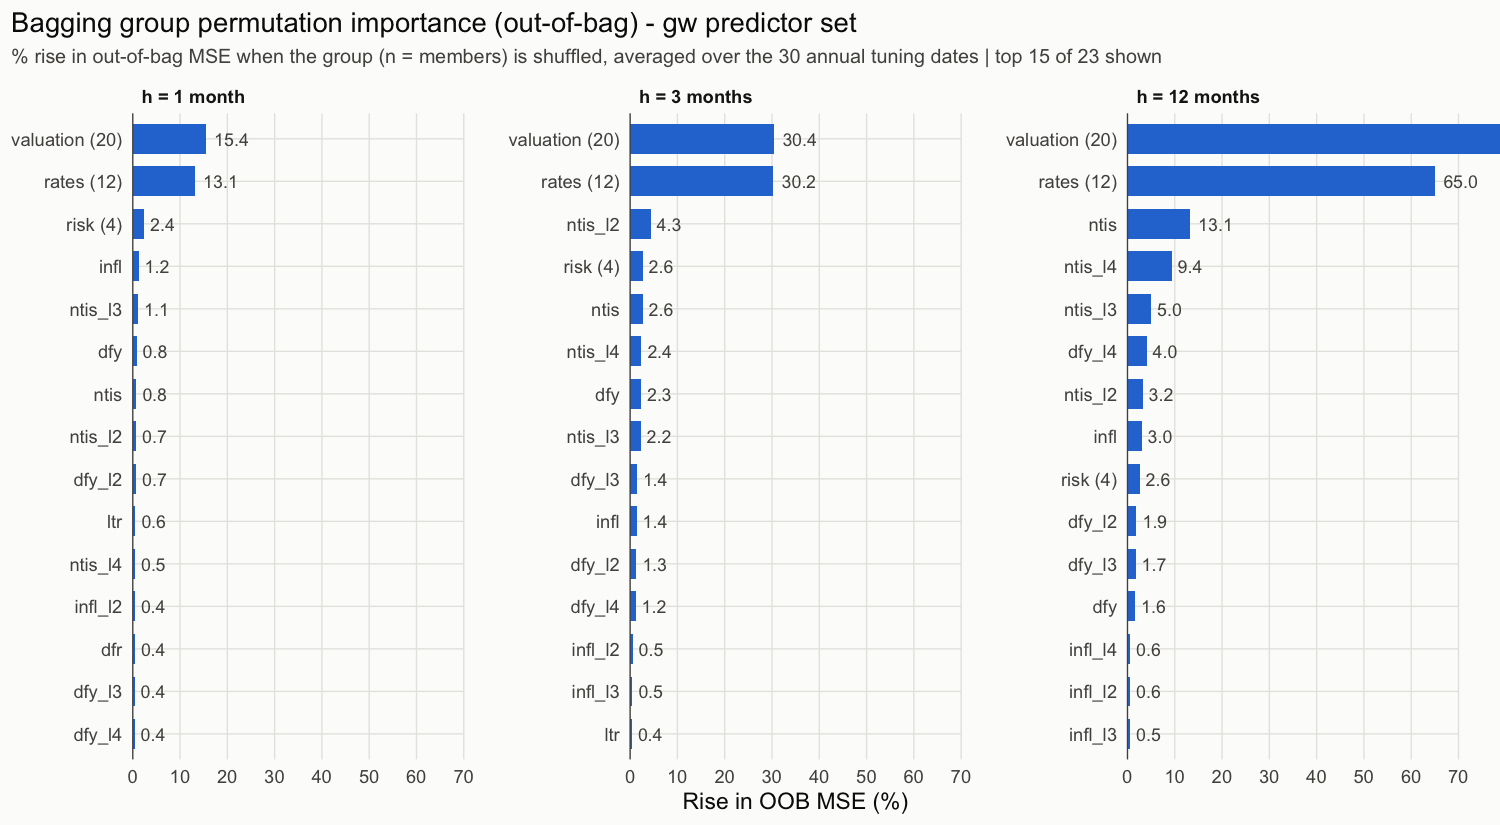 Bagging group permutation importance (out-of-bag) - gw predictor set
% rise in out-of-bag MSE when the group (n = members) is shuffled, averaged over the 30 annual tuning dates | top 15 of 23 shown
h = 1 month
valuation (20) 15.4
rates (12) 13.1
risk (4) 2.4
infl 1.2
ntis_l3 1.1
dfy 0.8
ntis 0.8
ntis_l2 0.7
dfy_l2 0.7
ltr 0.6
ntis_l4 0.5
infl_l2 0.4
dfr 0.4
dfy_l3 0.4
dfy_l4 0.4
0 10 20 30 40 50 60 70
h = 3 months
valuation (20) 30.4
rates (12) 30.2
ntis_l2 4.3
risk (4) 2.6
ntis 2.6
ntis_l4 2.4
dfy 2.3
ntis_l3 2.2
dfy_l3 1.4
infl 1.4
dfy_l2 1.3
dfy_l4 1.2
infl_l2 0.5
infl_l3 0.5
ltr 0.4
0 10 20 30 40 50 60 70
h = 12 months
valuation (20)
rates (12) 65.0
ntis 13.1
ntis_l4 9.4
ntis_l3 5.0
dfy_l4 4.0
ntis_l2 3.2
infl 3.0
risk (4) 2.6
dfy_l2 1.9
dfy_l3 1.7
dfy 1.6
infl_l4 0.6
infl_l2 0.6
infl_l3 0.5
0 10 20 30 40 50 60 70
Rise in OOB MSE (%)